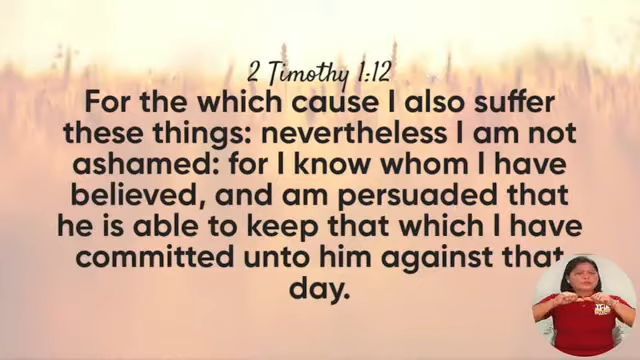 2 Timothy 1:12
For the which cause I also suffer
these things: nevertheless I am not
ashamed: for I know whom I have
believed, and am persuaded that
he is able to keep that which I have
committed unto him against that
day.